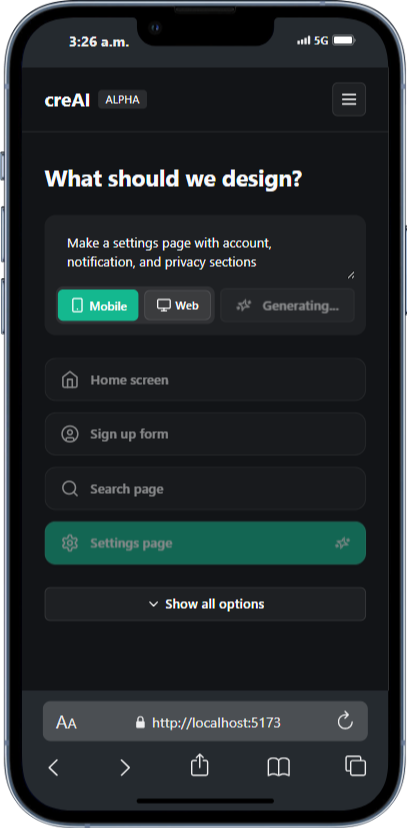 3:26 a.m.
5G
creAI ALPHA
What should we design?
Make a settings page with account,
notification, and privacy sections
Mobile Web Generating...
Home screen
Sign up form
Search page
Settings page
Show all options
AA http://localhost:5173